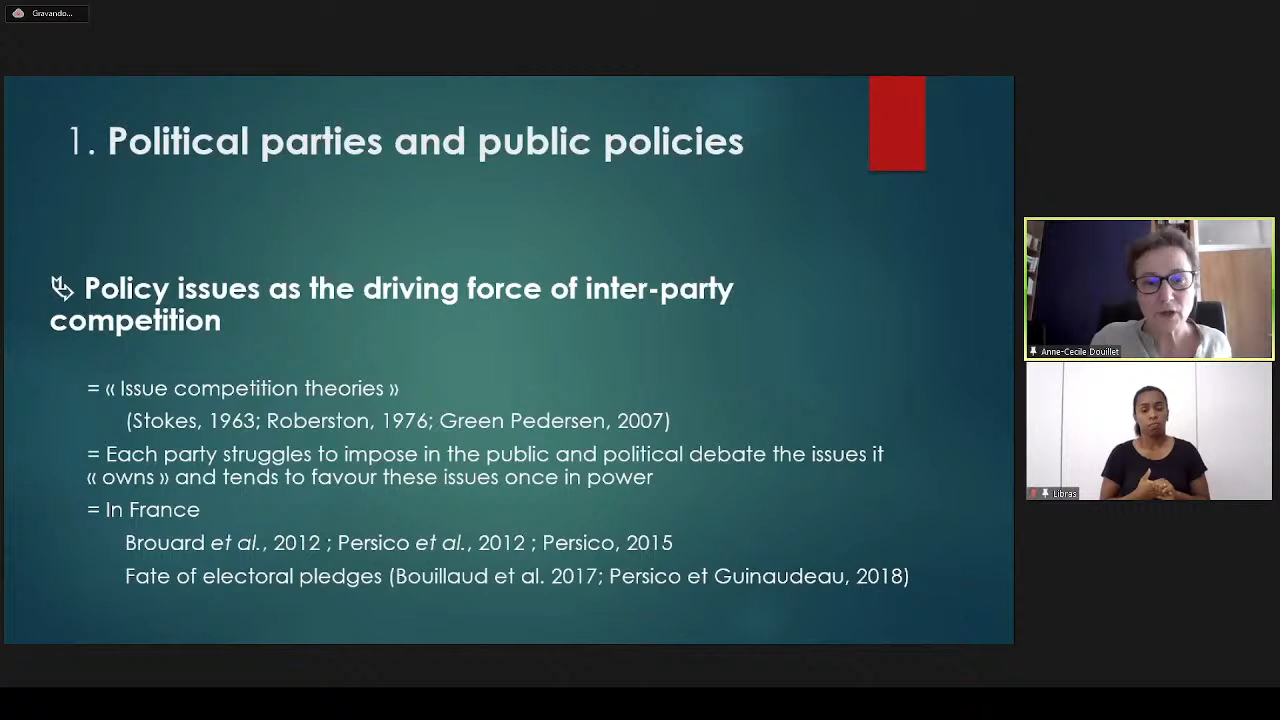 Gravando...
1. Political parties and public policies
Policy issues as the driving force of inter-party
competition
= « Issue competition theories »
(Stokes, 1963; Roberston, 1976; Green Pedersen, 2007)
= Each party struggles to impose in the public and political debate the issues it
« owns » and tends to favour these issues once in power
= In France
Brouard et al., 2012 ; Persico et al., 2012 ; Persico, 2015
Fate of electoral pledges (Bouillaud et al. 2017; Persico et Guinaudeau, 2018)
Anne-Cecile Douillet
Libras